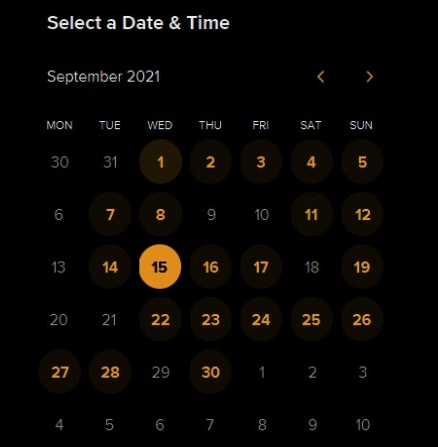 Select a Date & Time
September 2021
MON TUE WED THU FRI SAT SUN
30 31 1 2 3 4 5
6 7 8 9 10 11 12
13 14 15 16 17 18 19
20 21 22 23 24 25 26
27 28 29 30 1 2 3
4 5 6 7 8 9 10